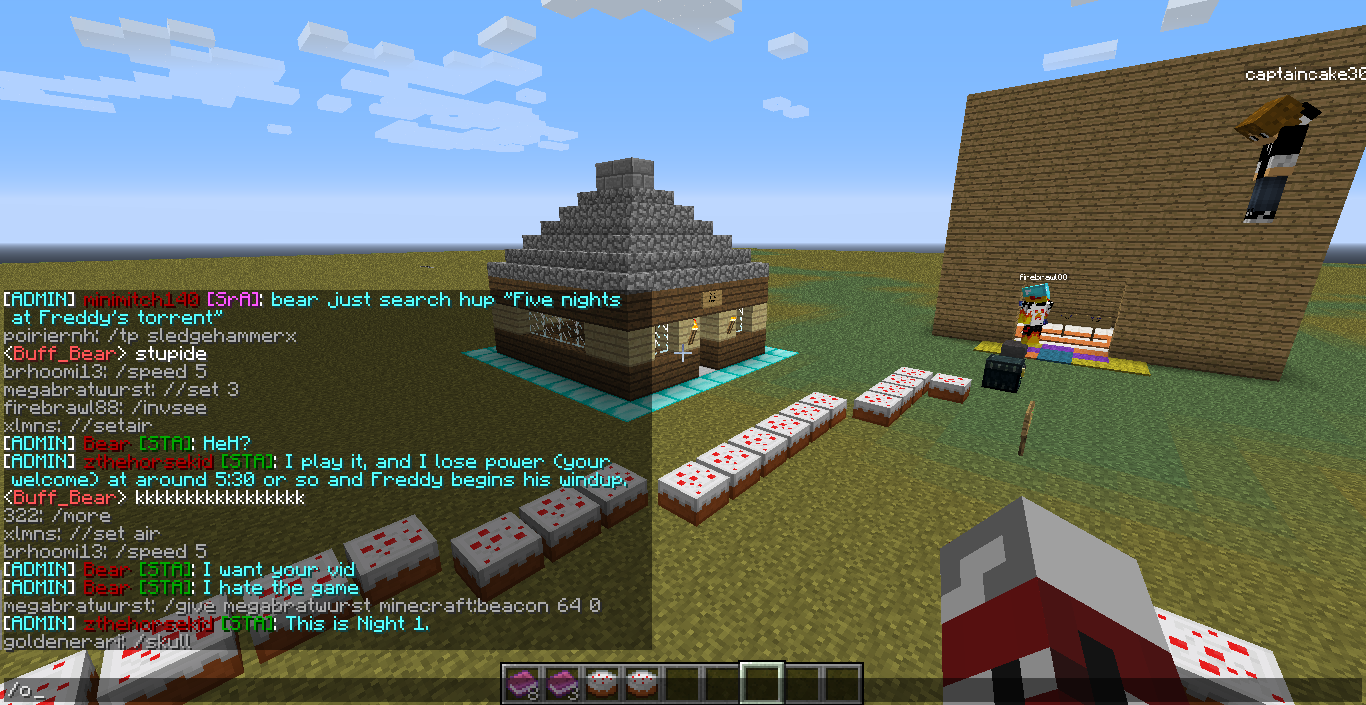 captaincake30
firebrawl00
[ADMIN] minimitch140 [SrA]: bear just search hup "Five nights
at Freddy's torrent"
poiriernh: /tp sledgehammerx
<Buff_Bear> stupide
brhoomi13: /speed 5
megabratwurst: //set 3
firebrawl88: /invsee
xlmns: //setair
[ADMIN] Bear [STA]: HeH?
[ADMIN] zthehorsekid [STA]: I play it, and I lose power (your
welcome) at around 5:30 or so and Freddy begins his windup.
<Buff_Bear> kkkkkkkkkkkkkkkkk
322: /more
xlmns: //set air
brhoomi13: /speed 5
[ADMIN] Bear [STA]: I want your vid
[ADMIN] Bear [STA]: I hate the game
megabratwurst: /give megabratwurst minecraft:beacon 64 0
[ADMIN] zthehorsekid [STA]: This is Night 1.
goldenerari: /skull
8 3
/o_